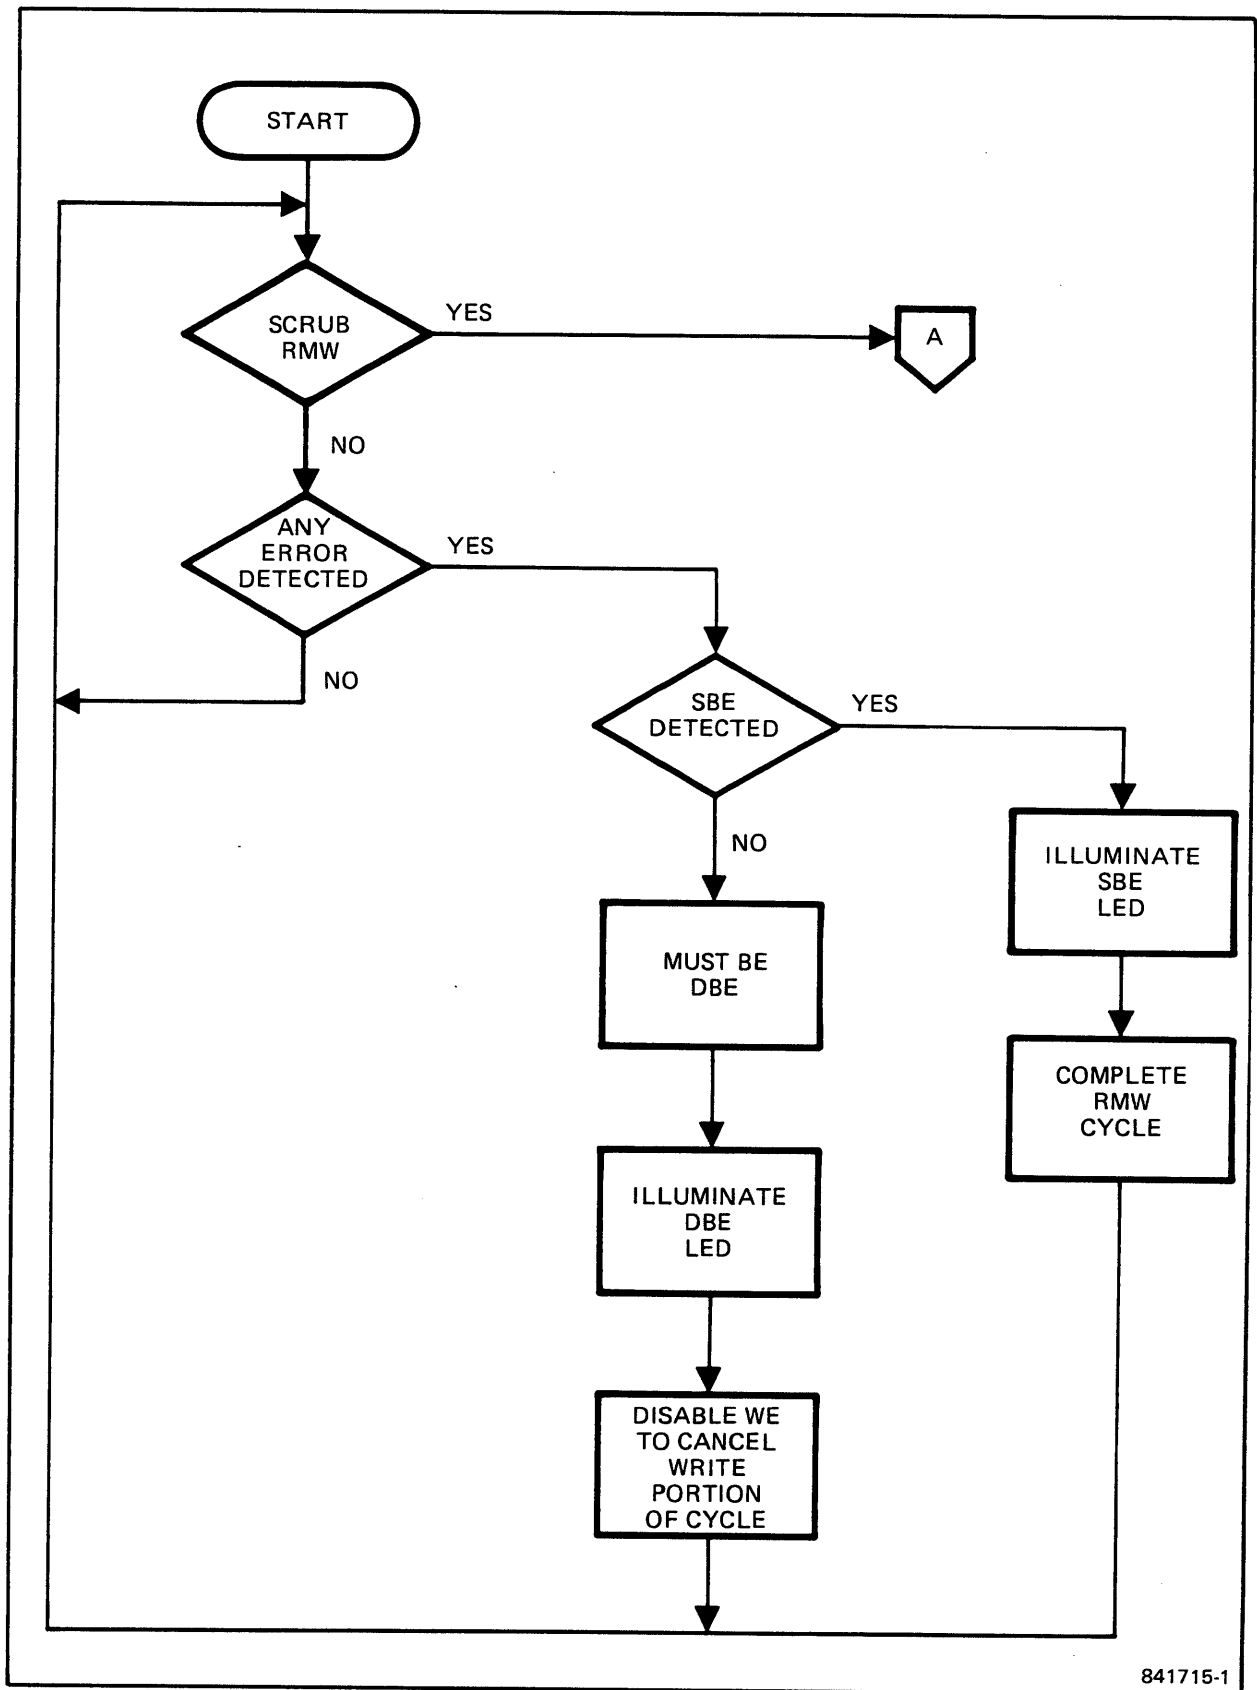 START
SCRUB
RMW
YES
A
NO
ANY
ERROR
DETECTED
YES
NO
SBE
DETECTED
YES
NO
ILLUMINATE
SBE
LED
MUST BE
DBE
COMPLETE
RMW
CYCLE
ILLUMINATE
DBE
LED
DISABLE WE
TO CANCEL
WRITE
PORTION
OF CYCLE
841715-1